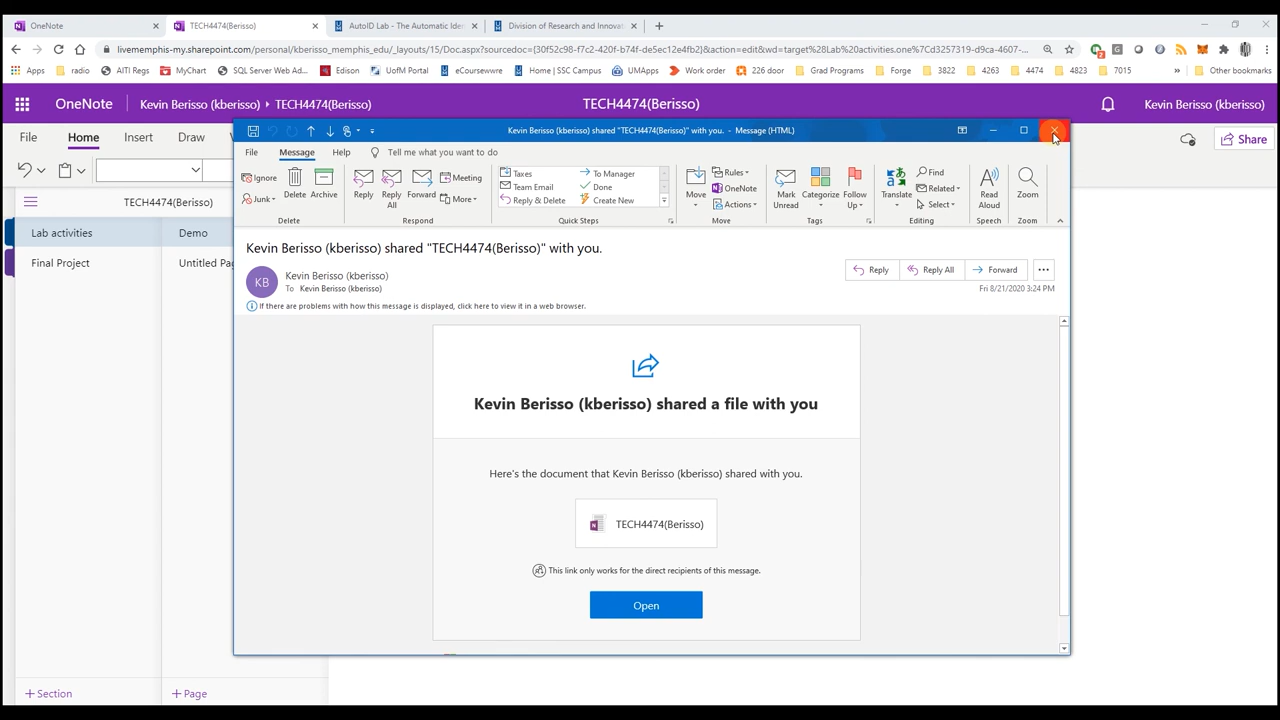 OneNote
TECH4474(Berisso)
AutoID Lab - The Automatic Iden
Division of Research and Innovat
livememphis-my.sharepoint.com/personal/kberisso_memphis_edu/_layouts/15/Doc.aspx?sourcedoc={30f52c98-f7c2-420f-b74f-de5ec12e4fb2}&action=edit&wd=target%28Lab%20activities.one%7Cd3257319-d9ca-4607-...
Apps
radio
AITI Regs
MyChart
SQL Server Web Ad...
Edison
UofM Portal
eCoursewwire
Home | SSC Campus
UMApps
Work order
226 door
Grad Programs
Forge
3822
4263
4474
4823
7015
»
Other bookmarks
OneNote
Kevin Berisso (kberisso) › TECH4474(Berisso)
TECH4474(Berisso)
Kevin Berisso (kberisso)
File
Home
Insert
Draw
Share
TECH4474(Berisso)
Lab activities
Final Project
Demo
Untitled Pa
+ Section
+ Page
Kevin Berisso (kberisso) shared "TECH4474(Berisso)" with you. - Message (HTML)
File
Message
Help
Tell me what you want to do
Ignore
Junk
Delete
Archive
Delete
Reply
Reply
All
Forward
Meeting
More
Respond
Taxes
Team Email
Reply & Delete
To Manager
Done
Create New
Quick Steps
Move
Rules
OneNote
Actions
Move
Mark
Unread
Categorize
Follow
Up
Tags
Translate
Find
Related
Select
Editing
Read
Aloud
Speech
Zoom
Zoom
Kevin Berisso (kberisso) shared "TECH4474(Berisso)" with you.
KB
Kevin Berisso (kberisso)
To Kevin Berisso (kberisso)
Reply
Reply All
Forward
...
Fri 8/21/2020 3:24 PM
If there are problems with how this message is displayed, click here to view it in a web browser.
Kevin Berisso (kberisso) shared a file with you
Here's the document that Kevin Berisso (kberisso) shared with you.
TECH4474(Berisso)
This link only works for the direct recipients of this message.
Open